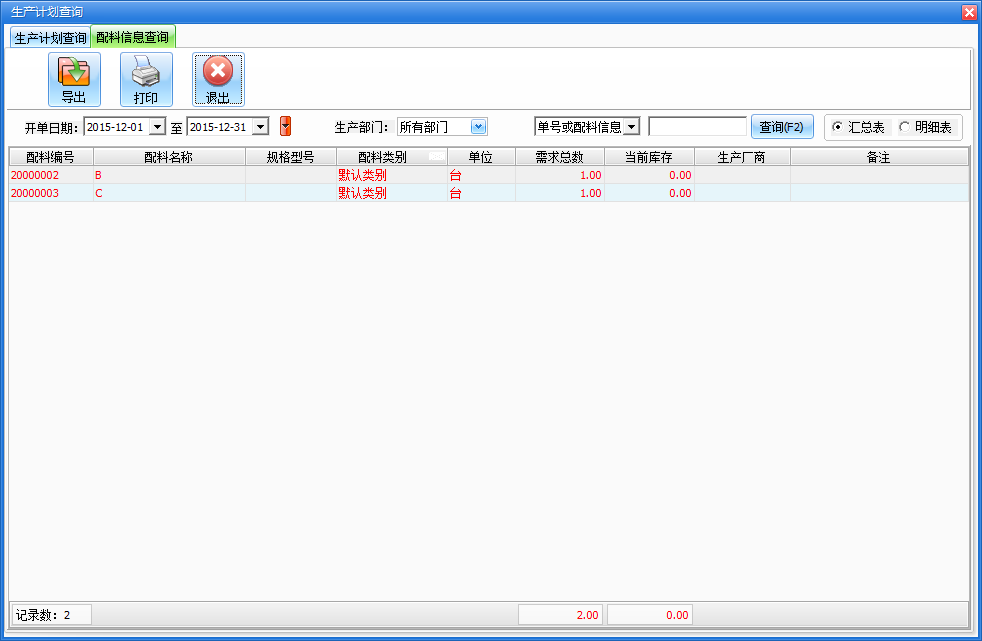 生产计划查询
生产计划查询 配料信息查询
导出 打印 退出
开单日期: 2015-12-01 至 2015-12-31 生产部门: 所有部门 单号或配料信息 查询(F2) 汇总表 明细表
配料编号 配料名称 规格型号 配料类别 单位 需求总数 当前库存 生产厂商 备注
20000002 B 默认类别 台 1.00 0.00
20000003 C 默认类别 台 1.00 0.00
记录数: 2 2.00 0.00